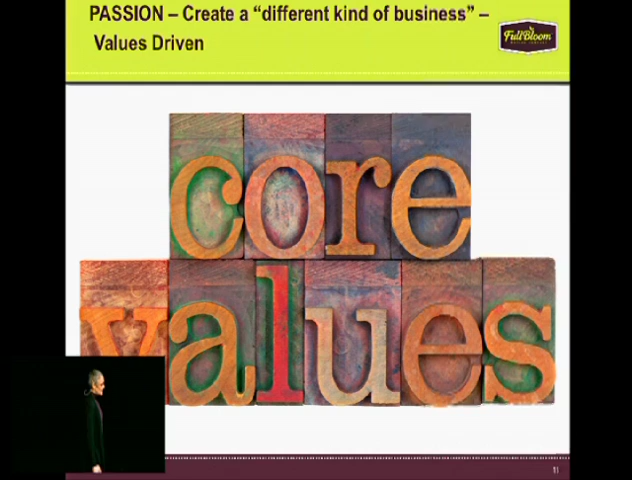 PASSION – Create a “different kind of business” –
Values Driven
FullBloom
core
values
11